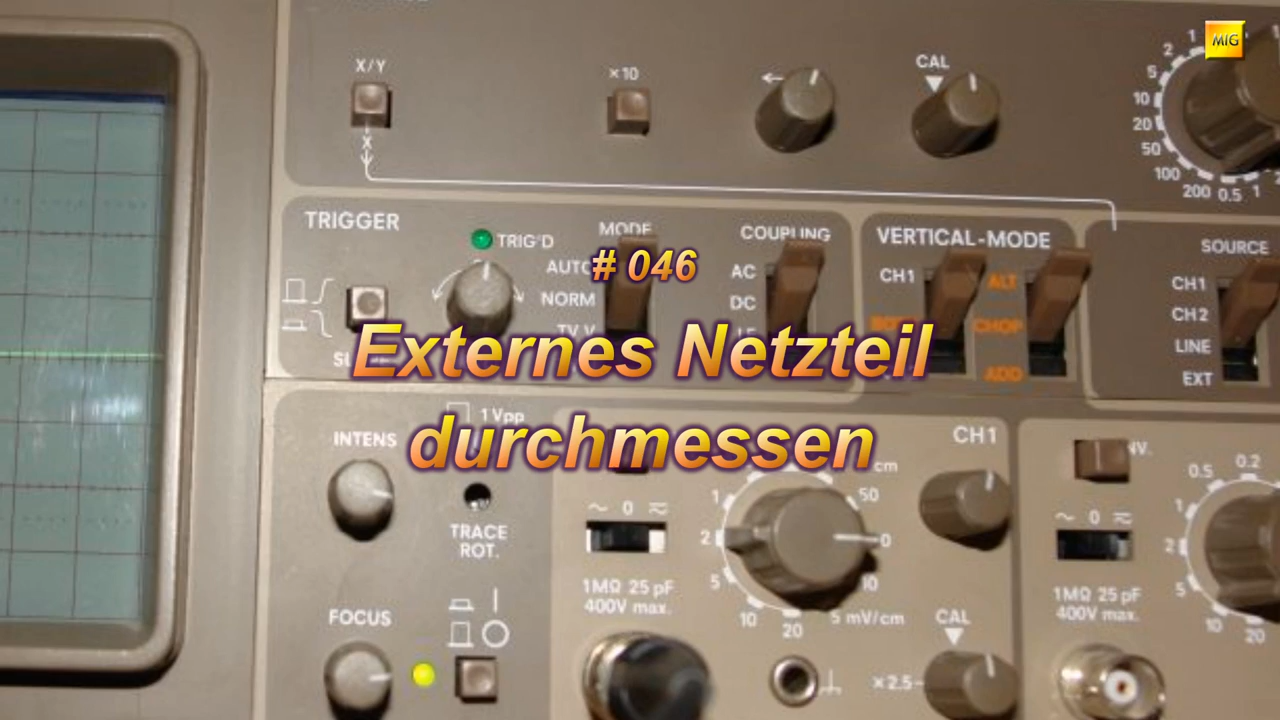 MIG
X/Y
×10
CAL
X
1
2
5
10
20
50
100
200
0.5
1
TRIGGER
TRIG'D
MODE
AUTO
NORM
TV V
COUPLING
AC
DC
VERTICAL-MODE
CH1
ALT
CHOP
ADD
SOURCE
CH1
CH2
LINE
EXT
# 046
Externes Netzteil
durchmessen
INTENS
1Vpp
TRACE
ROT.
FOCUS
~ 0
1MΩ 25 pF
400V max.
CH1
cm
50
1
2
5
10
20
10
5 mV/cm
CAL
×2.5
~ 0
1MΩ 25 pF
400V max.
0.5
0.2
1
2
5
10
20